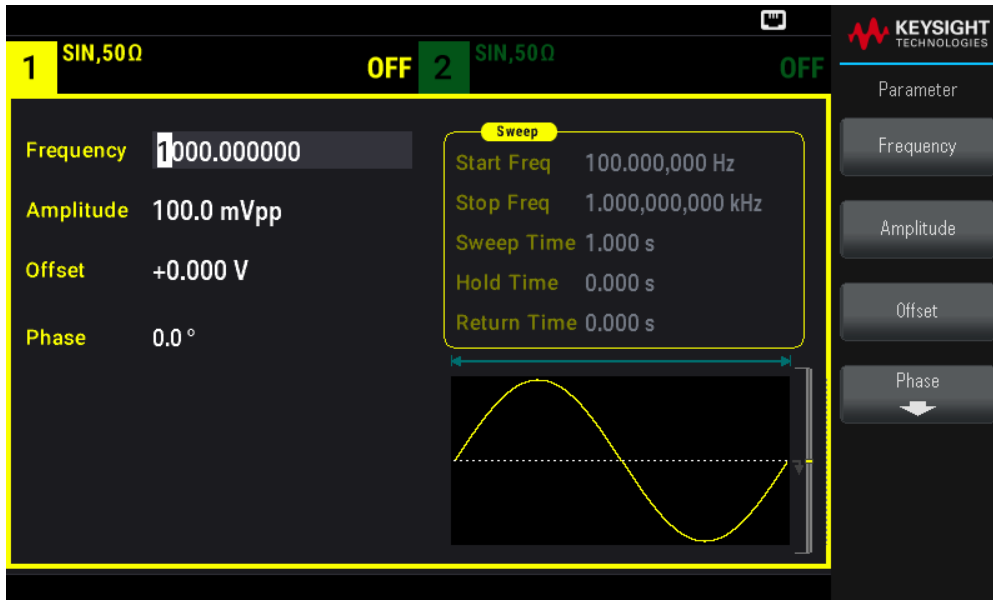 KEYSIGHT
TECHNOLOGIES
1 SIN,50Ω OFF 2 SIN,50Ω OFF
Parameter
Frequency 1000.000000
Amplitude 100.0 mVpp
Offset +0.000 V
Phase 0.0 °
Sweep
Start Freq 100.000,000 Hz
Stop Freq 1.000,000,000 kHz
Sweep Time 1.000 s
Hold Time 0.000 s
Return Time 0.000 s
Frequency
Amplitude
Offset
Phase